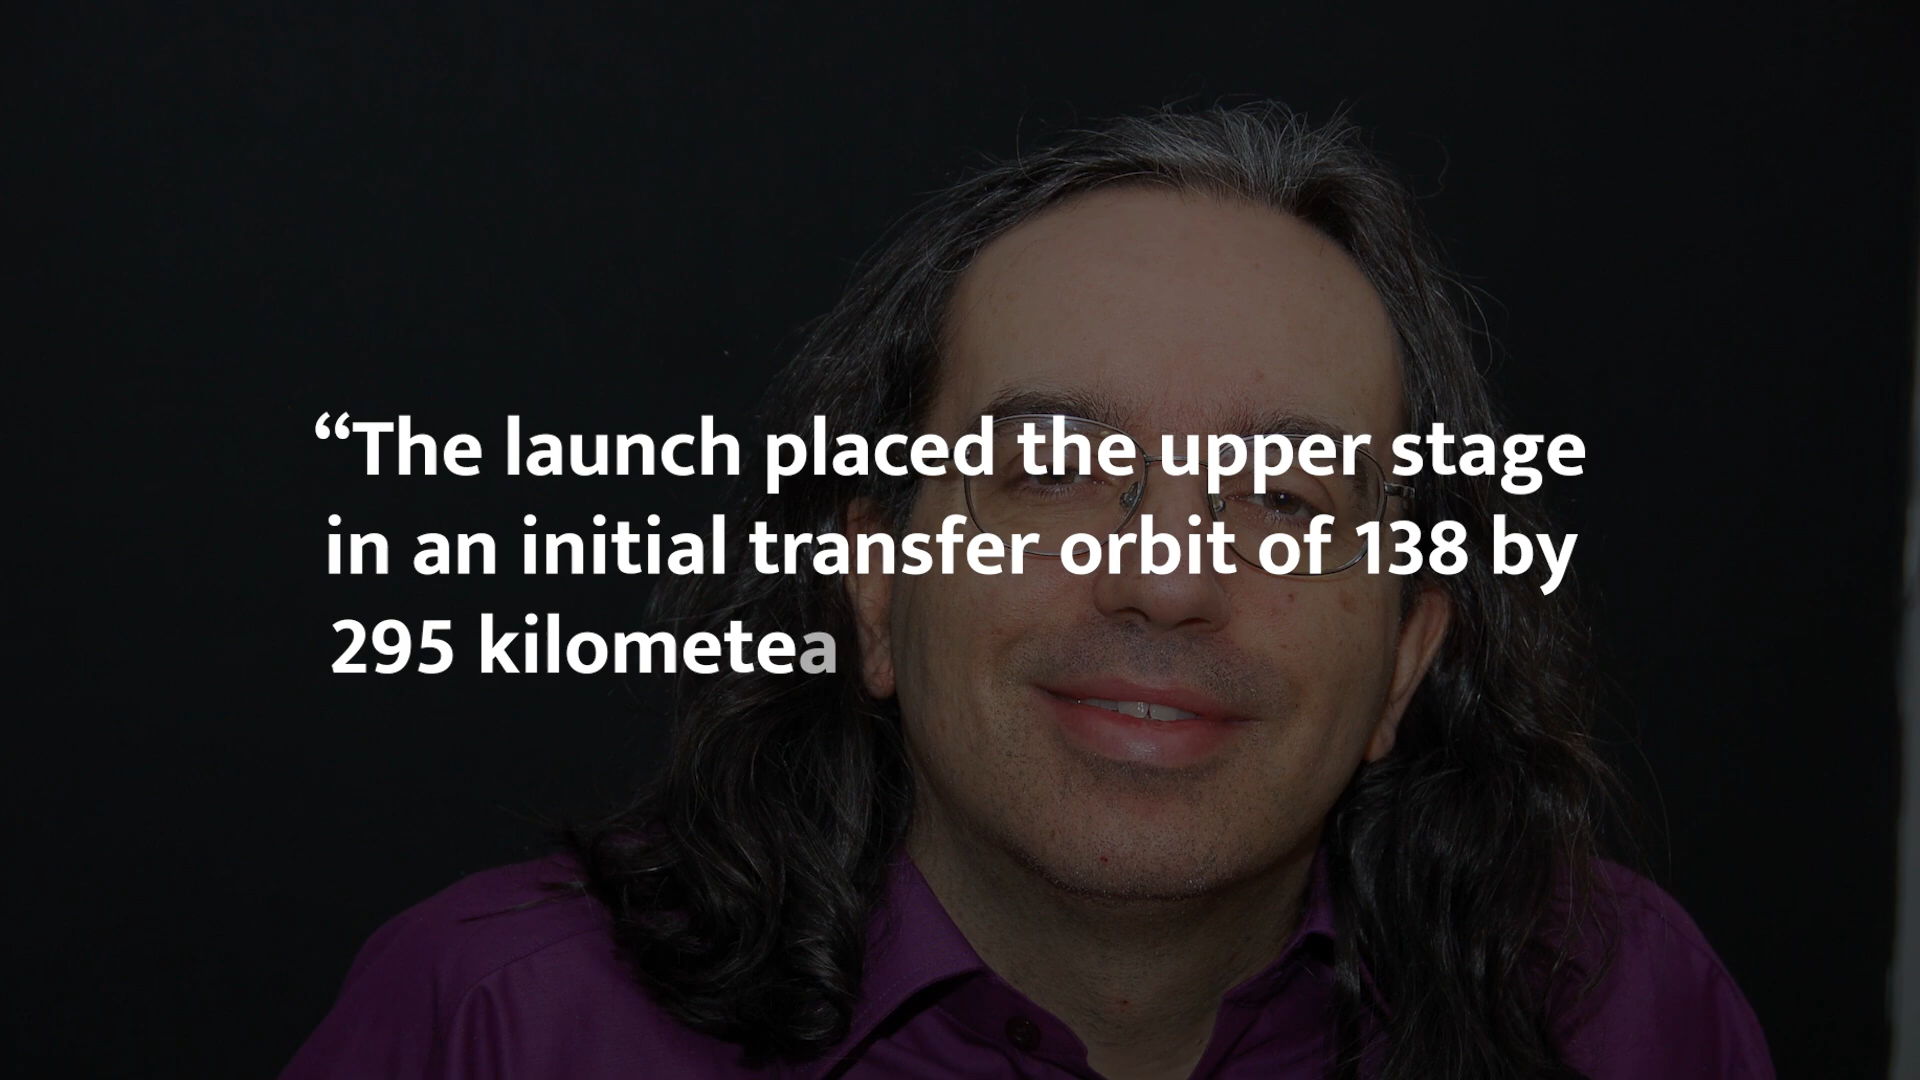 “The launch placed the upper stage
in an initial transfer orbit of 138 by
295 kilometea